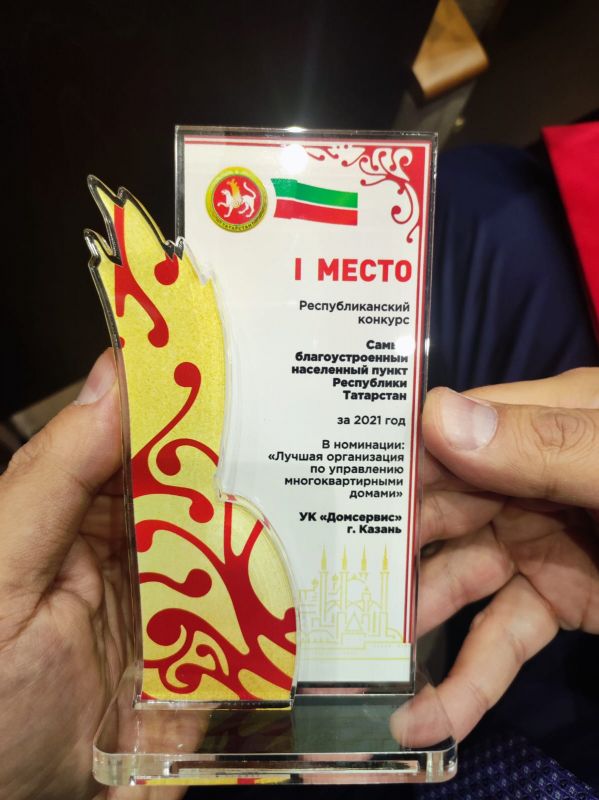 I МЕСТО
Республиканский
конкурс
благоустроенный
населенный пункт
Республики
Татарстан
за 2021 год
В номинации:
«Лучшая организация
по управлению
многоквартирными
домами»
УК «Домсервис»
г. Казань
ТАТАРСТАН